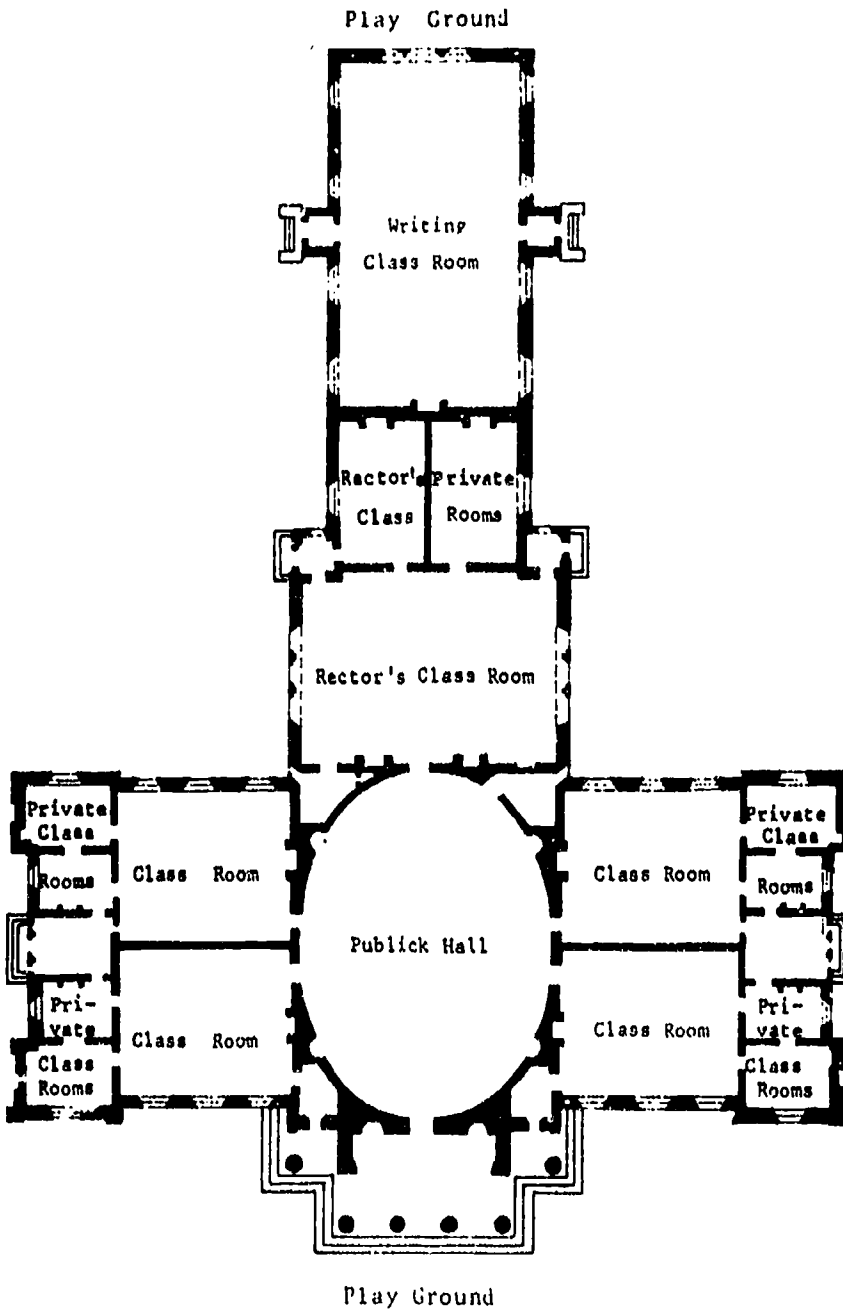 Play Ground
Writing
Class Room
Rector's Private
Class Rooms
Rector's Class Room
Private
Class
Rooms
Class Room
Class Room
Private
Class
Rooms
Publick Hall
Pri-
vate
Class
Rooms
Class Room
Class Room
Pri-
vate
Class
Rooms
Play Ground